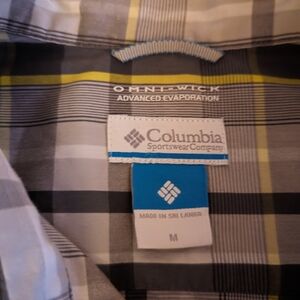 OMNI-WICK
ADVANCED EVAPORATION
Columbia
Sportswear Company
MADE IN SRI LANKA
M